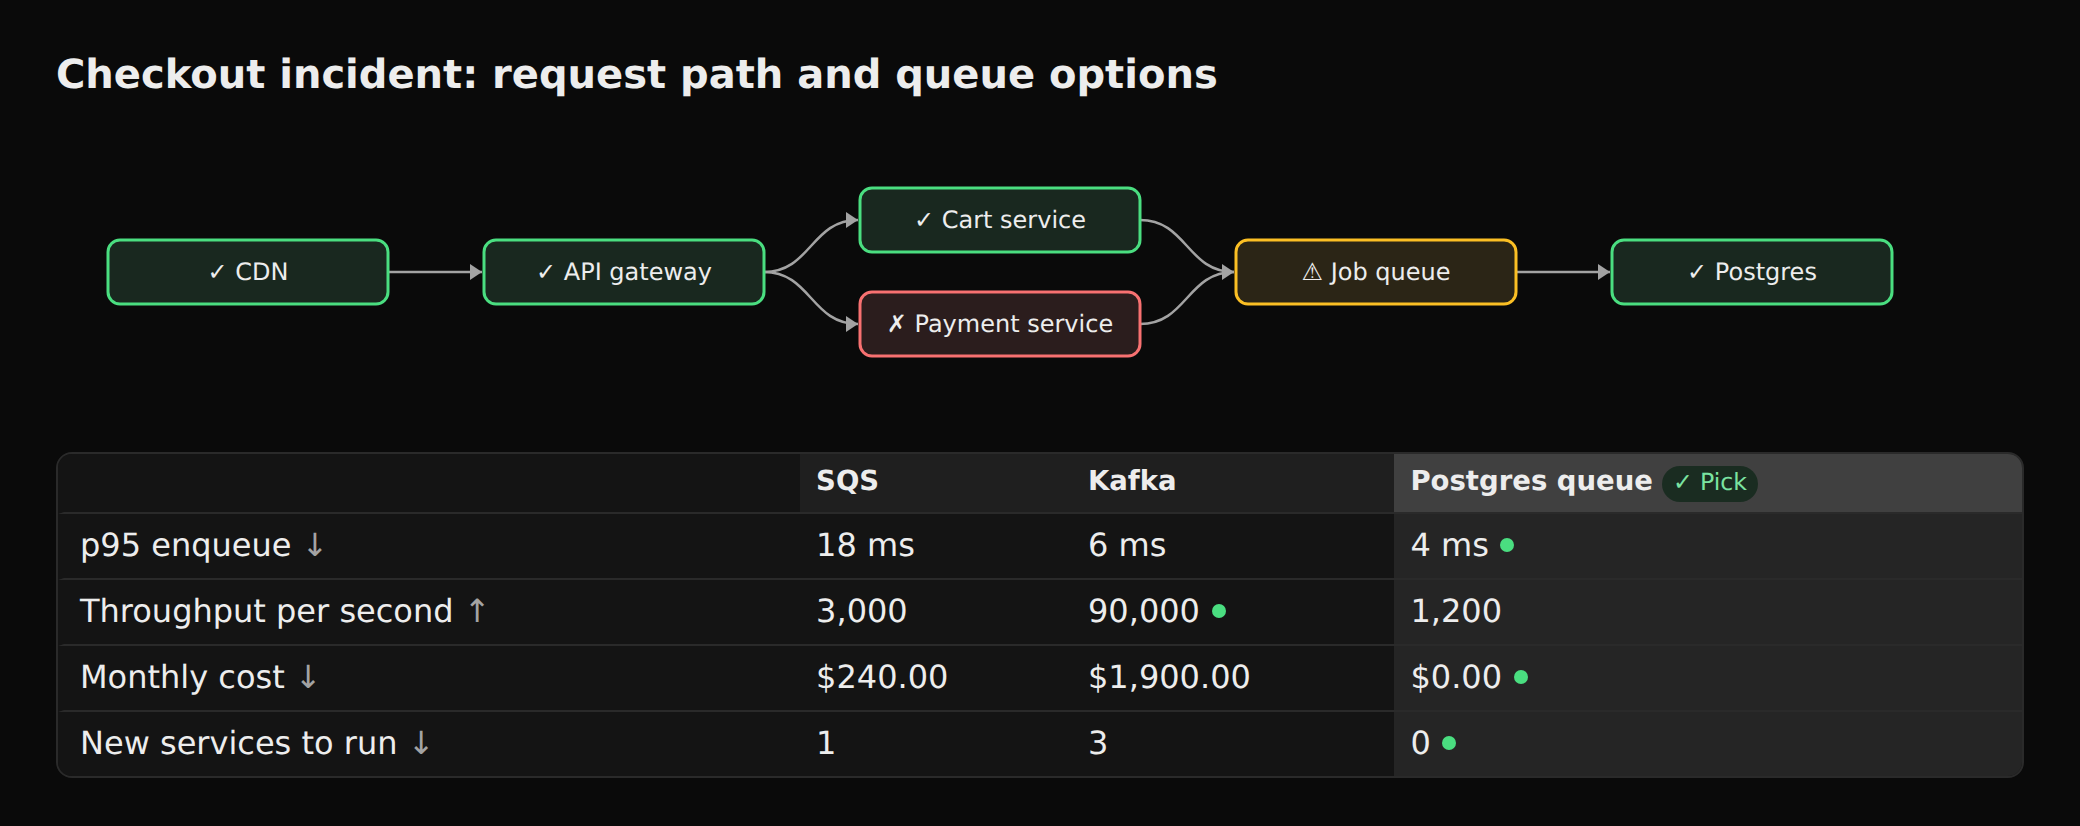 Checkout incident: request path and queue options
✓ Cart service
✓ CDN
✓ API gateway
⚠ Job queue
✓ Postgres
✗ Payment service
SQS Kafka Postgres queue ✓ Pick
p95 enqueue ↓ 18 ms 6 ms 4 ms
Throughput per second ↑ 3,000 90,000 1,200
Monthly cost ↓ $240.00 $1,900.00 $0.00
New services to run ↓ 1 3 0